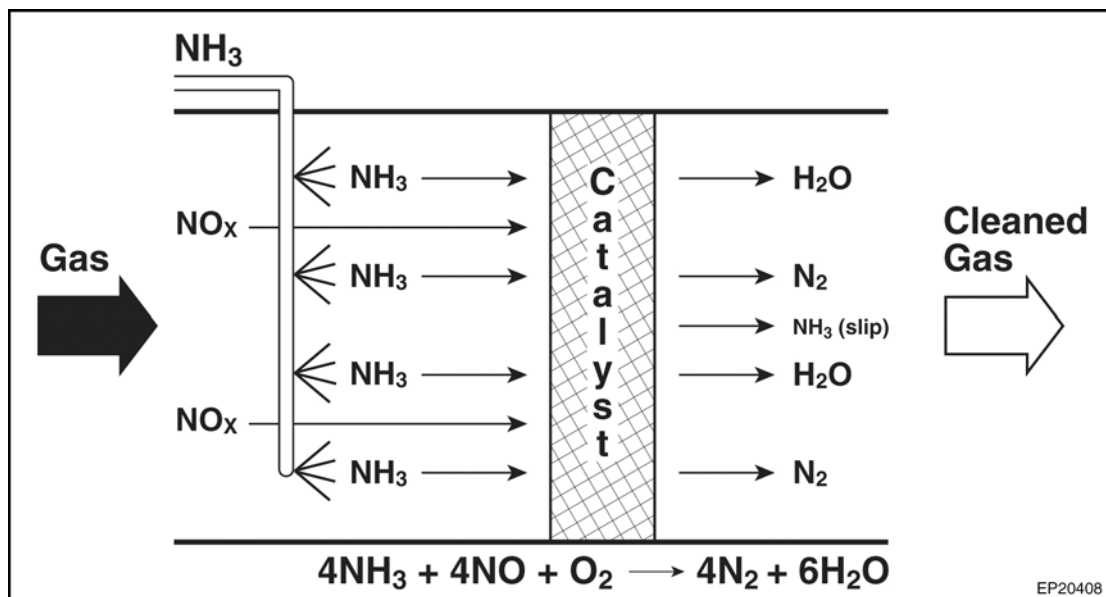 NH₃
NH₃
H₂O
NOₓ
Gas
NH₃
N₂
Catalyst
NH₃ (slip)
Cleaned
Gas
NH₃
H₂O
NOₓ
NH₃
N₂
4NH₃ + 4NO + O₂ → 4N₂ + 6H₂O
EP20408